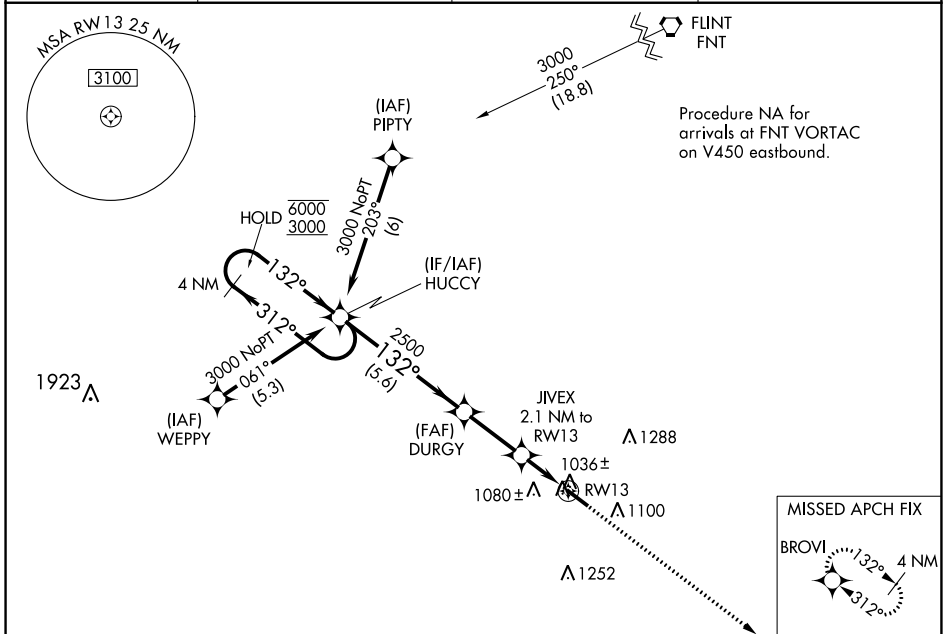 MSA RW13 25 NM
3100
FLINT
FNT
3000
250°
(18.8)
Procedure NA for
arrivals at FNT VORTAC
on V450 eastbound.
(IAF)
PIPTY
3000 NoPT
203°
(6)
HOLD
6000
3000
4 NM
132°
312°
(IF/IAF)
HUCCY
3000 NoPT
061°
(5.3)
(IAF)
WEPPY
1923
2500
132°
(5.6)
(FAF)
DURGY
JIVEX
2.1 NM to
RW13
1288
1036±
1080±
RW13
1100
1252
MISSED APCH FIX
BROVI
132°
4 NM
312°